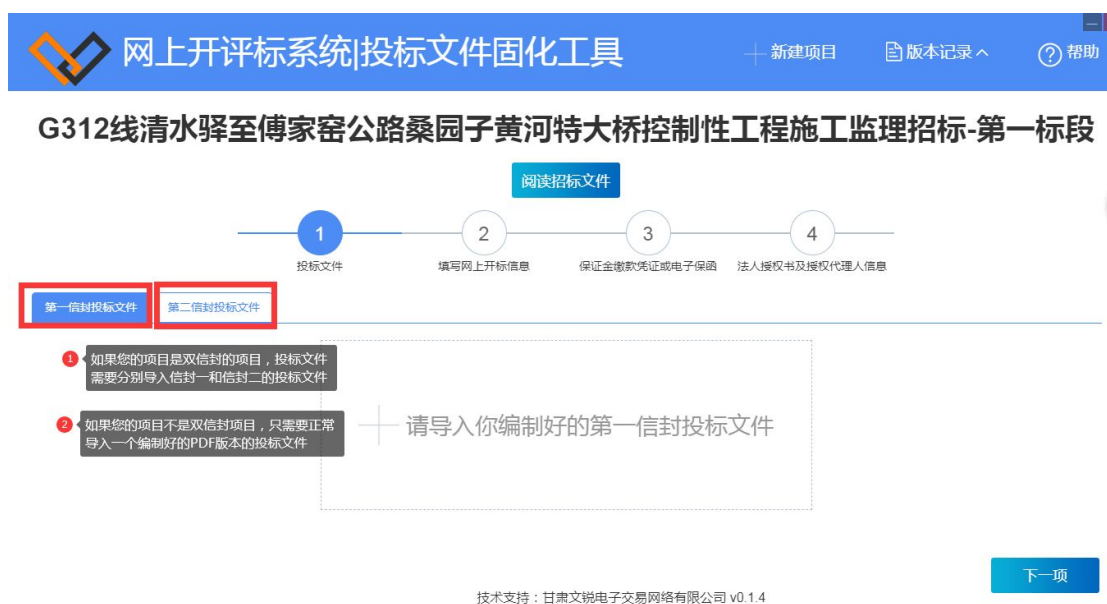 网上开评标系统|投标文件固化工具
新建项目
版本记录
帮助
G312线清水驿至傅家窑公路桑园子黄河特大桥控制性工程施工监理招标-第一标段
阅读招标文件
1
2
3
4
投标文件
填写网上开标信息
保证金缴款凭证或电子保函
法人授权书及授权代理人信息
第一信封投标文件
第二信封投标文件
1 如果您的项目是双信封的项目，投标文件
需要分别导入信封一和信封二的投标文件
2 如果您的项目不是双信封项目，只需要正常
导入一个编制好的PDF版本的投标文件
请导入你编制好的第一信封投标文件
下一项
技术支持：甘肃文锐电子交易网络有限公司 v0.1.4